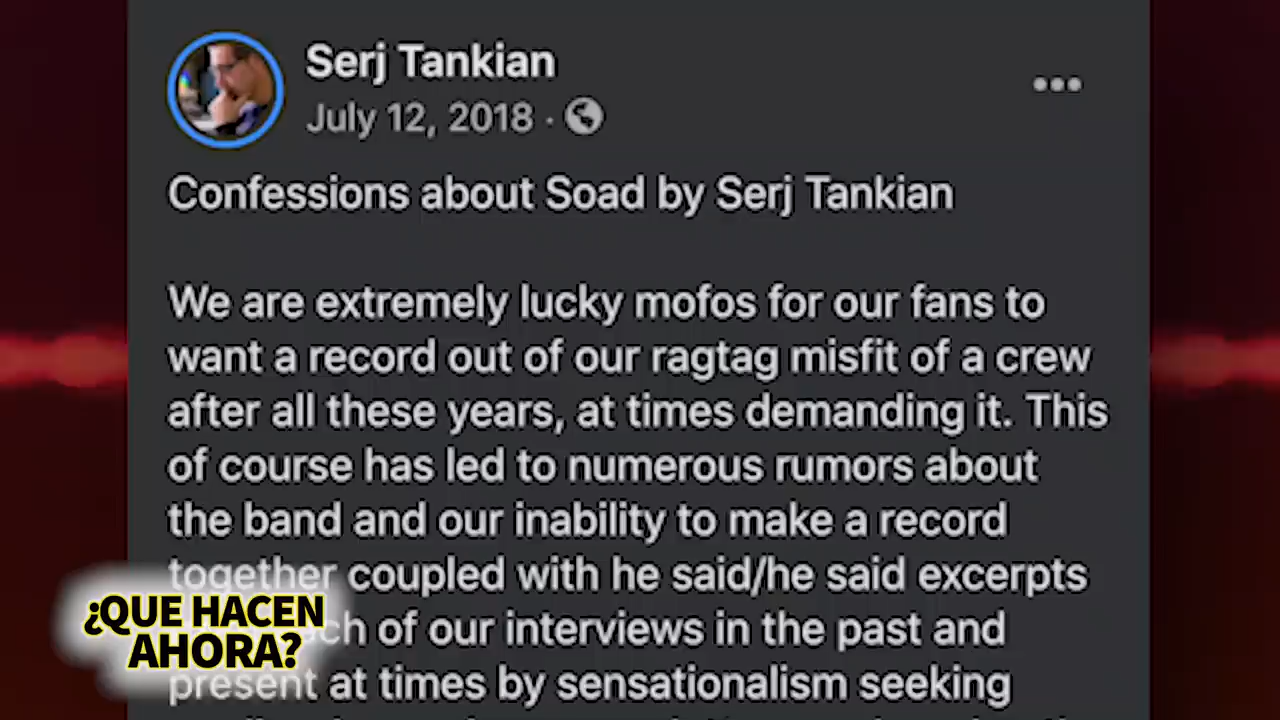 Serj Tankian
July 12, 2018 ·
Confessions about Soad by Serj Tankian
We are extremely lucky mofos for our fans to
want a record out of our ragtag misfit of a crew
after all these years, at times demanding it. This
of course has led to numerous rumors about
the band and our inability to make a record
together coupled with he said/he said excerpts
of our interviews in the past and
present at times by sensationalism seeking
¿QUE HACEN
AHORA?